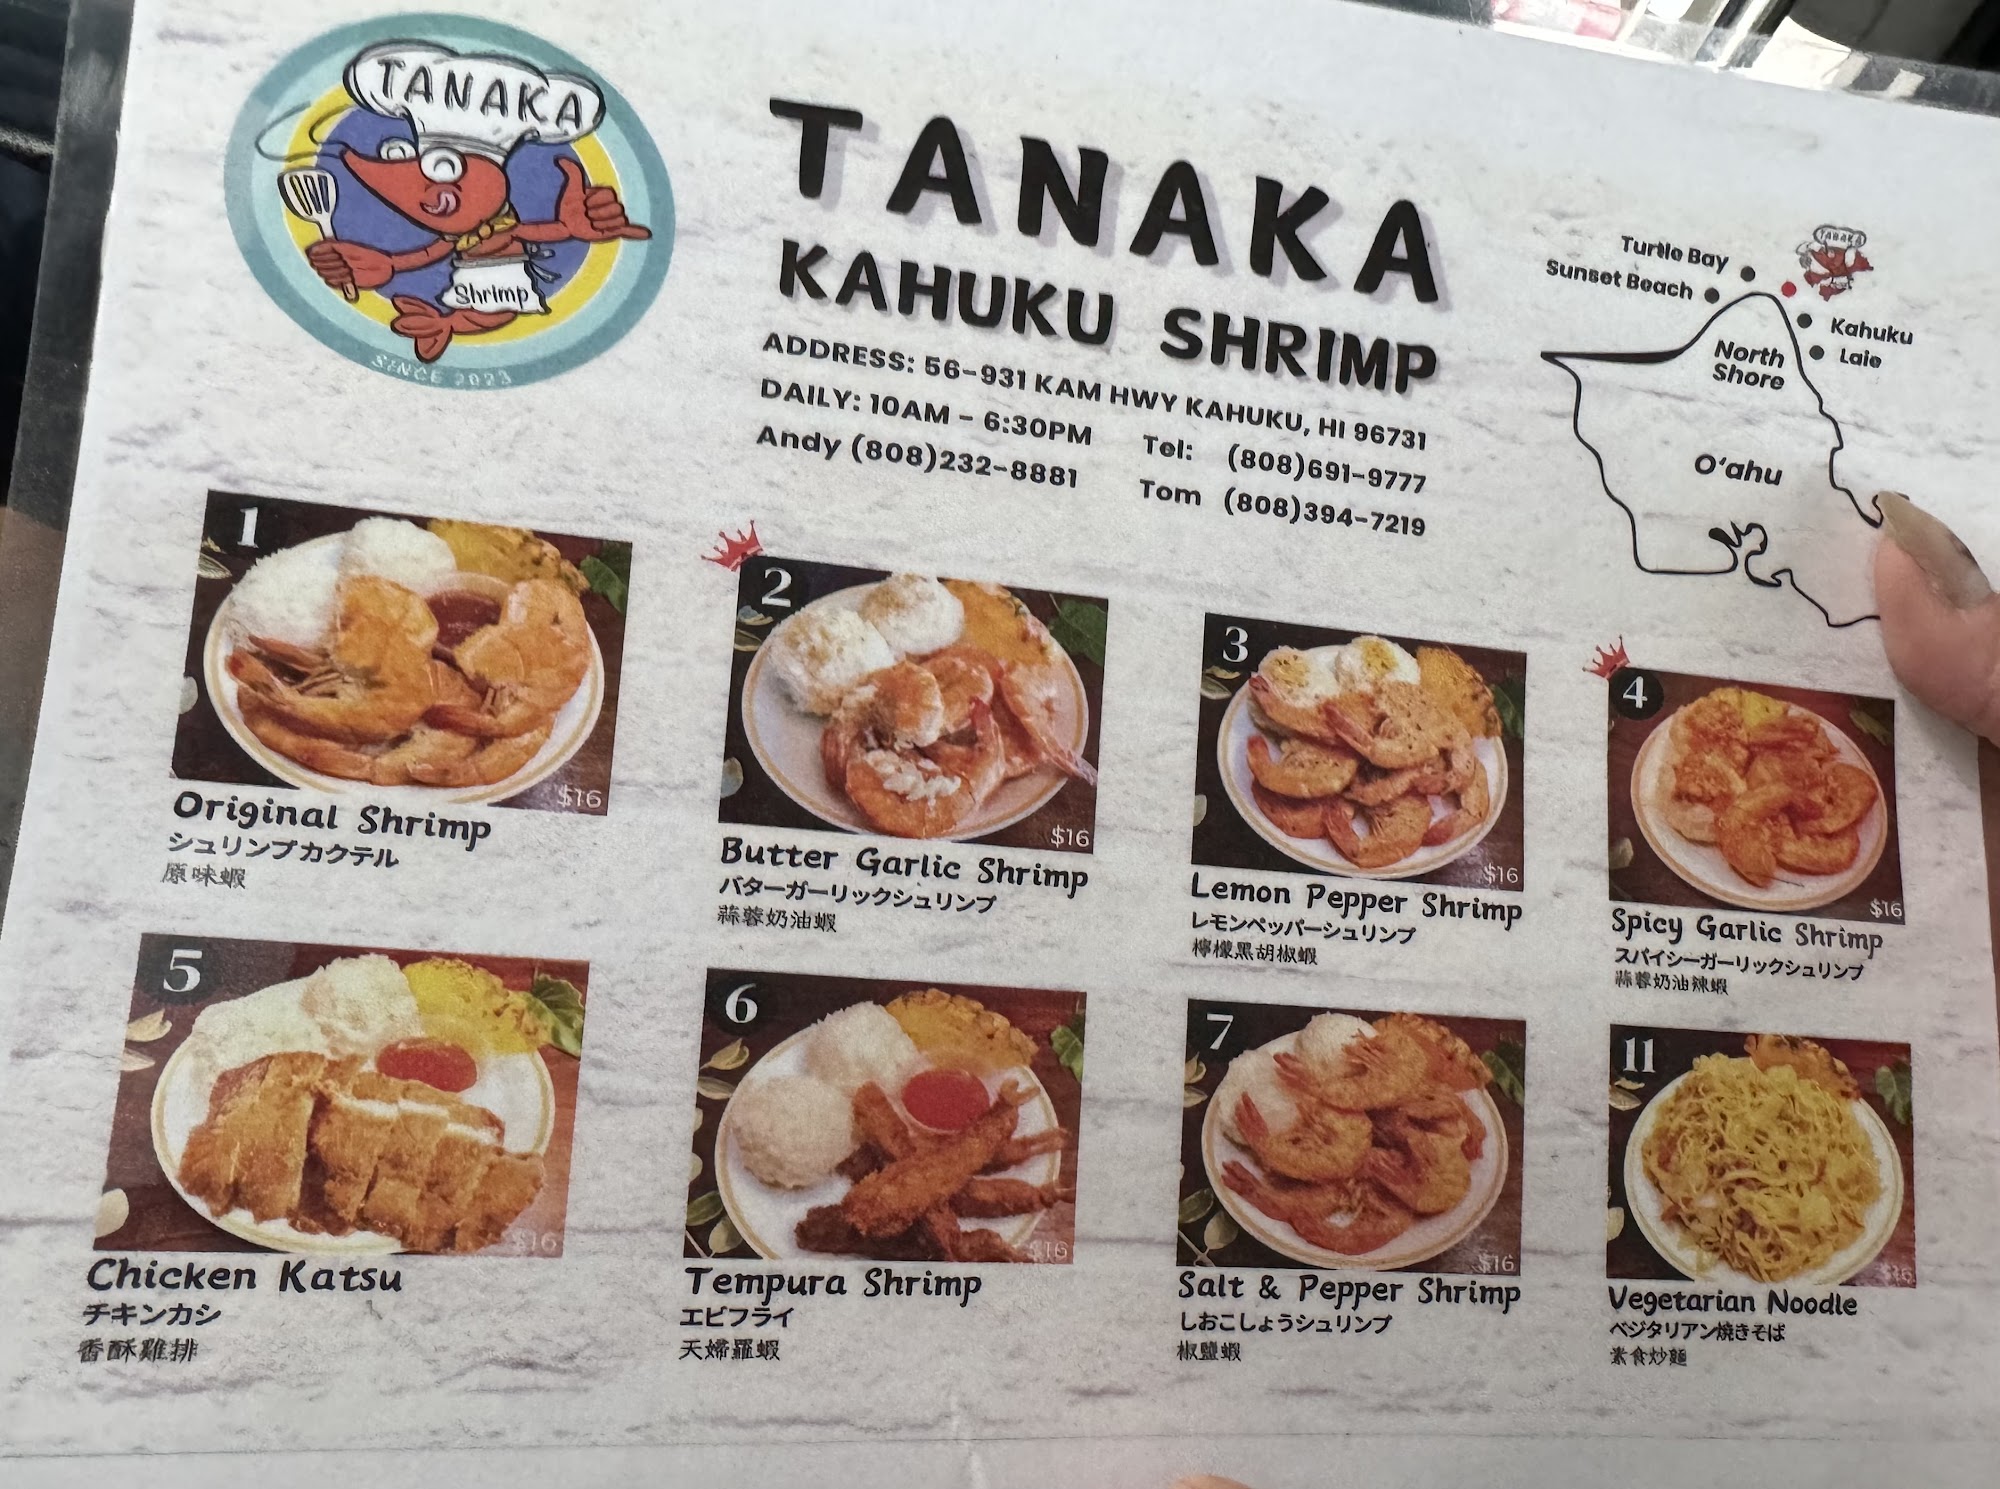 TANAKA
Shrimp
SINCE 2023
TANAKA
KAHUKU SHRIMP
ADDRESS: 56-931 KAM HWY KAHUKU, HI 96731
DAILY: 10AM - 6:30PM Tel: (808)691-9777
Andy (808)232-8881 Tom (808)394-7219
TANAKA
Turtle Bay
Sunset Beach
Kahuku
Laie
North
Shore
O'ahu
1
$16
Original Shrimp
シュリンプカクテル
原味蝦
2
$16
Butter Garlic Shrimp
バターガーリックシュリンプ
蒜蓉奶油蝦
3
$16
Lemon Pepper Shrimp
レモンペッパーシュリンプ
檸檬黑胡椒蝦
4
$16
Spicy Garlic Shrimp
スパイシーガーリックシュリンプ
蒜蓉奶油辣蝦
5
$16
Chicken Katsu
チキンカシ
香酥雞排
6
$16
Tempura Shrimp
エビフライ
天婦羅蝦
7
$16
Salt & Pepper Shrimp
しおこしょうシュリンプ
椒鹽蝦
11
$16
Vegetarian Noodle
ベジタリアン焼きそば
素食炒麵